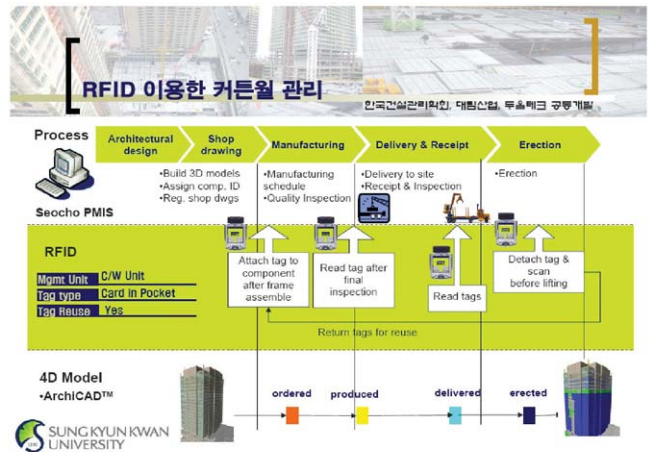 RFID 이용한 커튼월 관리
한국건설관리학회, 대림산업, 두올테크 공동개발
Process
Architectural
design
Shop
drawing
Manufacturing
Delivery & Receipt
Erection
•Build 3D models
•Assign comp. ID
•Reg. shop dwgs
•Manufacturing
schedule
•Quality Inspection
•Delivery to site
•Receipt & Inspection
•Erection
Seocho PMIS
RFID
Mgmt Unit C/W Unit
Tag type Card in Pocket
Tag Reuse Yes
Attach tag to
component
after frame
assemble
Read tag after
final
inspection
Read tags
Detach tag &
scan
before lifting
Return tags for reuse
4D Model
•ArchiCAD™
ordered
produced
delivered
erected
SUNG KYUN KWAN
UNIVERSITY